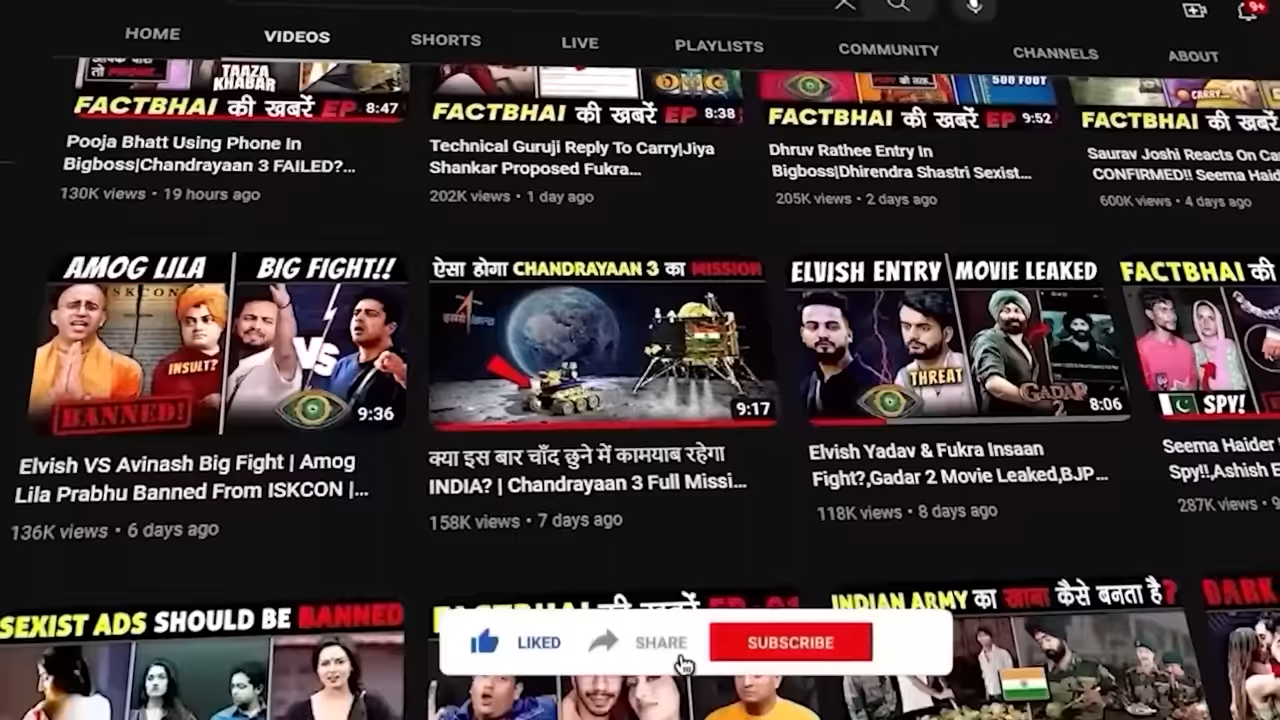 9+
HOME
VIDEOS
SHORTS
LIVE
PLAYLISTS
COMMUNITY
CHANNELS
ABOUT
तो PHONE
TAAZA
KHABAR
OMG
500 FOOT
CARRY
FACTBHAI की खबरें EP 8:47
FACTBHAI की खबरें EP 8:38
FACTBHAI की खबरें EP 9:52
FACTBHAI की खबरें
Pooja Bhatt Using Phone In
Bigboss|Chandrayaan 3 FAILED?...
130K views • 19 hours ago
Technical Guruji Reply To Carry|Jiya
Shankar Proposed Fukra...
202K views • 1 day ago
Dhruv Rathee Entry In
Bigboss|Dhirendra Shastri Sexist...
205K views • 2 days ago
Saurav Joshi Reacts On Ca
CONFIRMED!! Seema Haid
600K views • 4 days ago
AMOG LILA
BIG FIGHT!!
ISKCON
INSULT?
VS
BANNED!
9:36
ऐसा होगा CHANDRAYAAN 3 का MISSION
9:17
ELVISH ENTRY
MOVIE LEAKED
THREAT
GADAR
2
8:06
FACTBHAI की
SPY!
Elvish VS Avinash Big Fight | Amog
Lila Prabhu Banned From ISKCON |...
136K views • 6 days ago
क्या इस बार चाँद छुने में कामयाब रहेगा
INDIA? | Chandrayaan 3 Full Missi...
158K views • 7 days ago
Elvish Yadav & Fukra Insaan
Fight?,Gadar 2 Movie Leaked,BJP...
118K views • 8 days ago
Seema Haider
Spy!!,Ashish E
287K views • 9
SEXIST ADS SHOULD BE BANNED
FACTBHAI की खबरें EP-01
INDIAN ARMY का खाना कैसे बनता है?
DARK
LIKED
SHARE
SUBSCRIBE